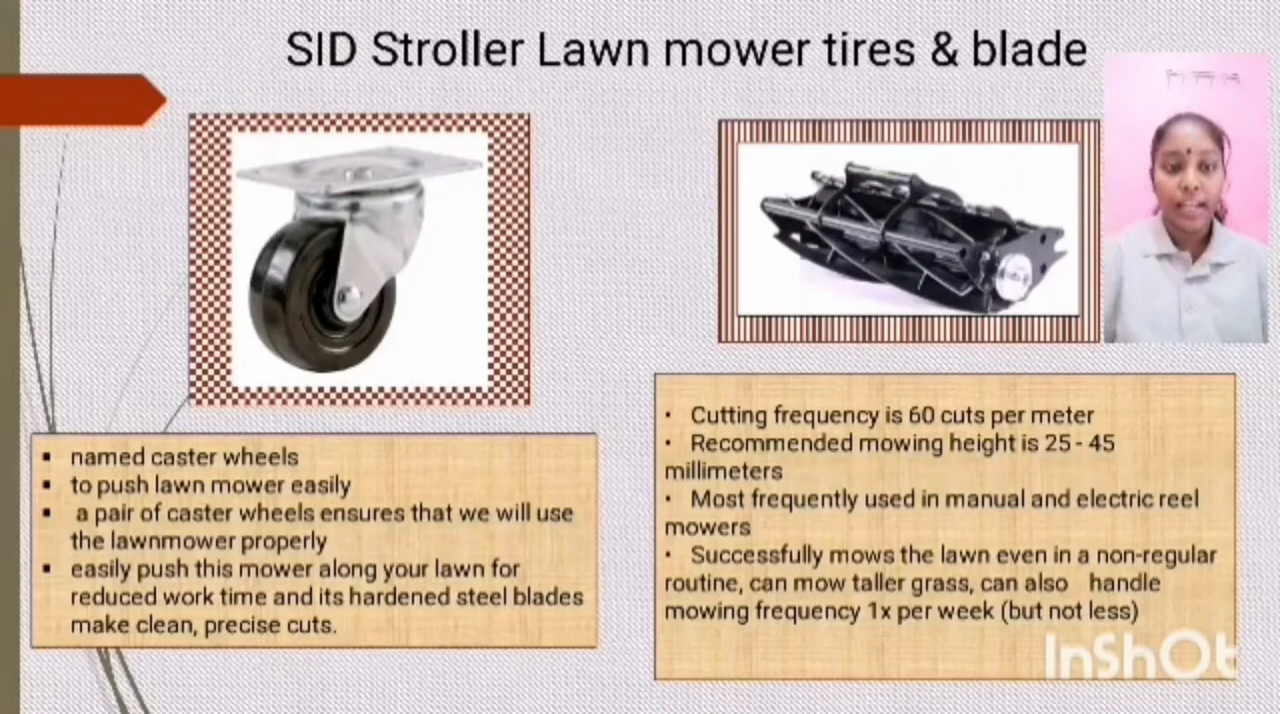 SID Stroller Lawn mower tires & blade
▪ named caster wheels
▪ to push lawn mower easily
▪ a pair of caster wheels ensures that we will use
the lawnmower properly
▪ easily push this mower along your lawn for
reduced work time and its hardened steel blades
make clean, precise cuts.
• Cutting frequency is 60 cuts per meter
• Recommended mowing height is 25 - 45
millimeters
• Most frequently used in manual and electric reel
mowers
• Successfully mows the lawn even in a non-regular
routine, can mow taller grass, can also handle
mowing frequency 1x per week (but not less)
InShOt